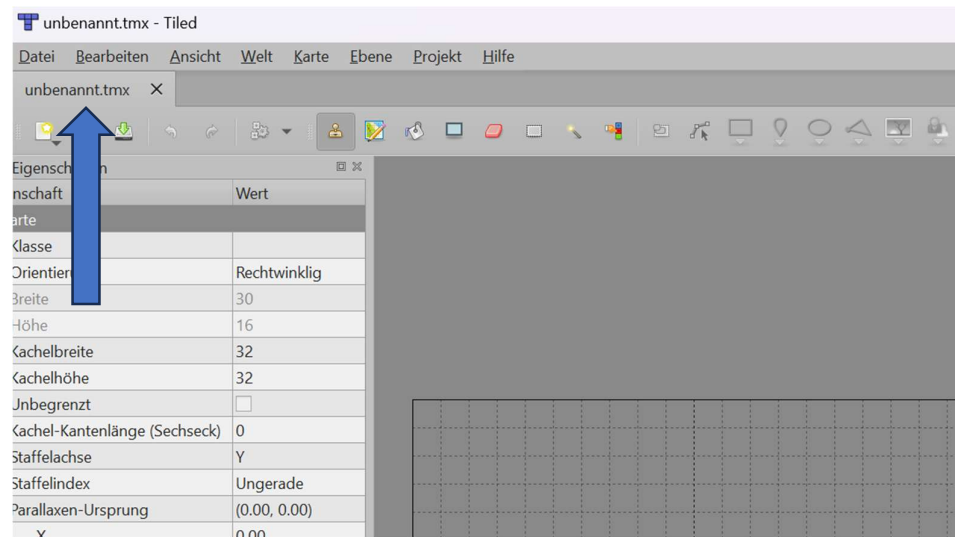 unbenannt.tmx - Tiled
Datei Bearbeiten Ansicht Welt Karte Ebene Projekt Hilfe
unbenannt.tmx
Wert
nschaft
arte
Klasse
Rechtwinklig
Breite 30
Höhe 16
Kachelbreite 32
Kachelhöhe 32
Unbegrenzt
Kachel-Kantenlänge (Sechseck) 0
Staffelachse Y
Staffelindex Ungerade
Parallaxen-Ursprung (0.00, 0.00)
X 0.00